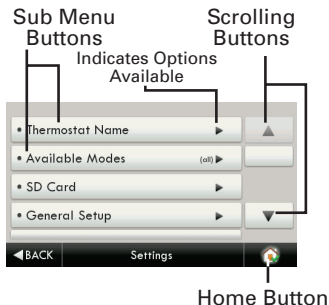 Sub Menu
Buttons
Scrolling
Buttons
Indicates Options
Available
• Thermostat Name
• Available Modes (all)
• SD Card
• General Setup
BACK Settings
Home Button